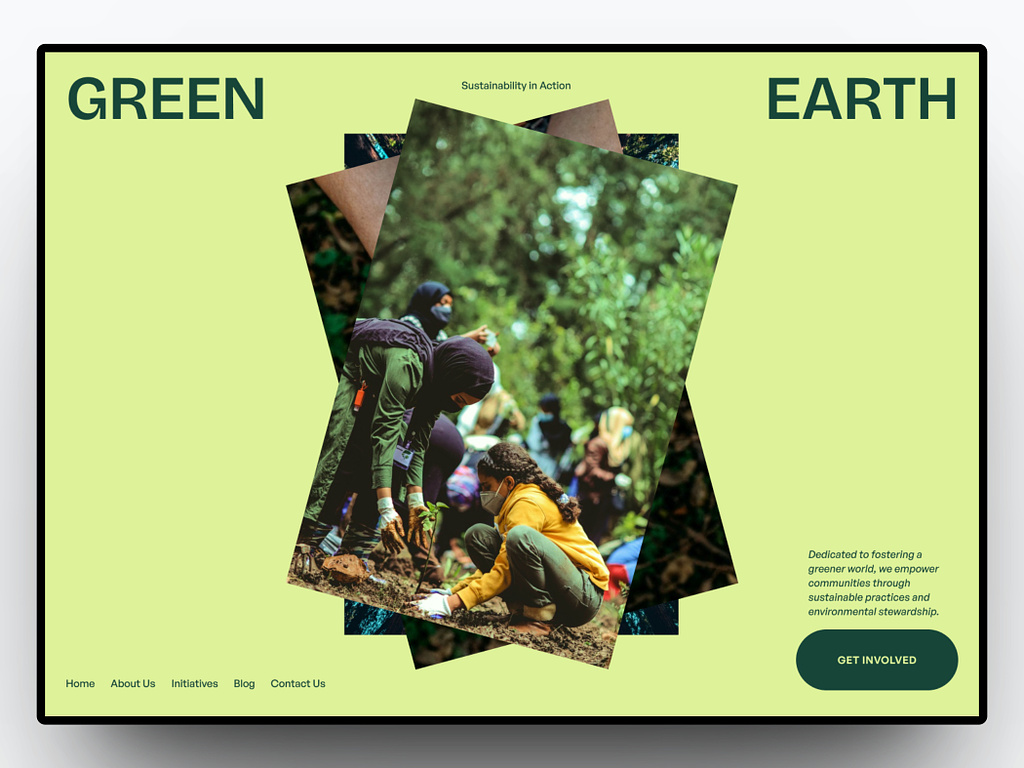 GREEN
Sustainability in Action
EARTH
Dedicated to fostering a
greener world, we empower
communities through
sustainable practices and
environmental stewardship.
GET INVOLVED
Home About Us Initiatives Blog Contact Us